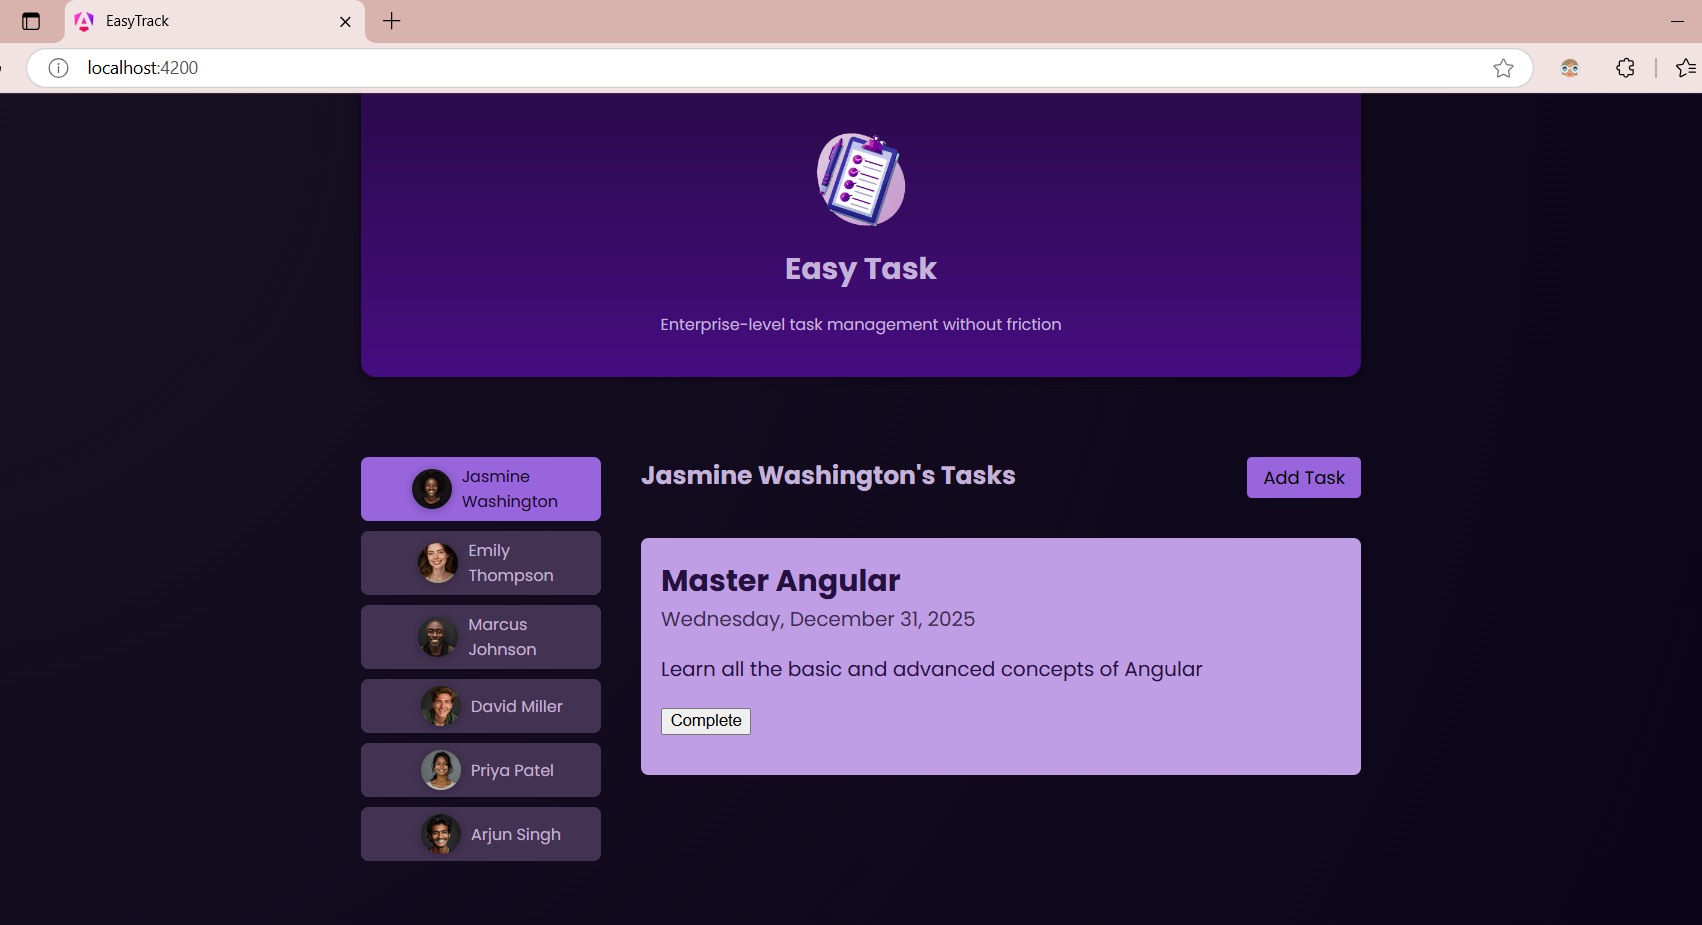 EasyTrack
localhost:4200
Easy Task
Enterprise-level task management without friction
Jasmine
Washington
Emily
Thompson
Marcus
Johnson
David Miller
Priya Patel
Arjun Singh
Jasmine Washington's Tasks
Add Task
Master Angular
Wednesday, December 31, 2025
Learn all the basic and advanced concepts of Angular
Complete